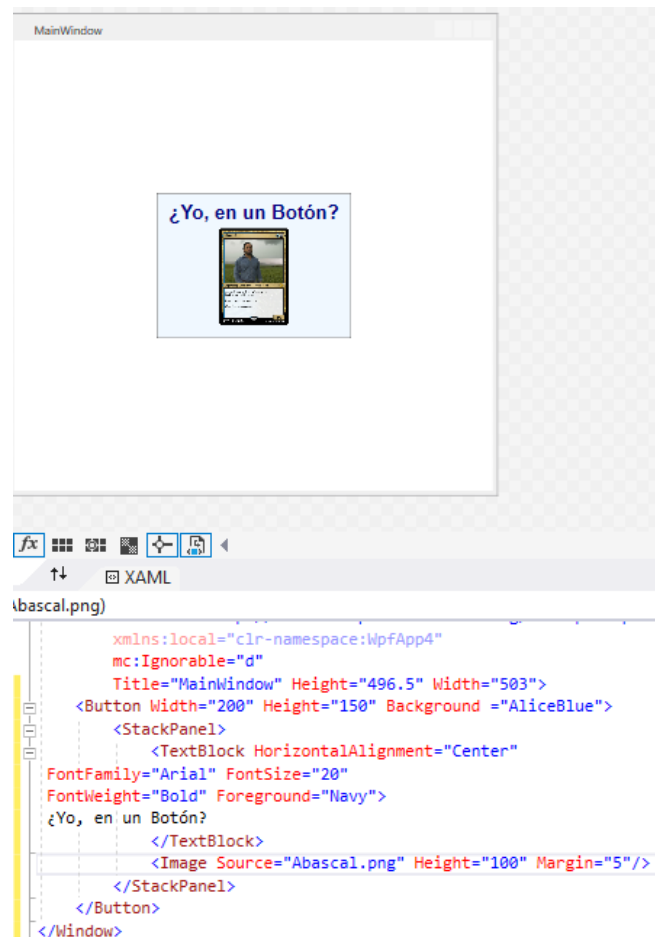 MainWindow
¿Yo, en un Botón?
fx
XAML
Abascal.png)
xmlns:local="clr-namespace:WpfApp4"
mc:Ignorable="d"
Title="MainWindow" Height="496.5" Width="503">
<Button Width="200" Height="150" Background ="AliceBlue">
<StackPanel>
<TextBlock HorizontalAlignment="Center"
FontFamily="Arial" FontSize="20"
FontWeight="Bold" Foreground="Navy">
¿Yo, en un Botón?
</TextBlock>
<Image Source="Abascal.png" Height="100" Margin="5"/>
</StackPanel>
</Button>
</Window>